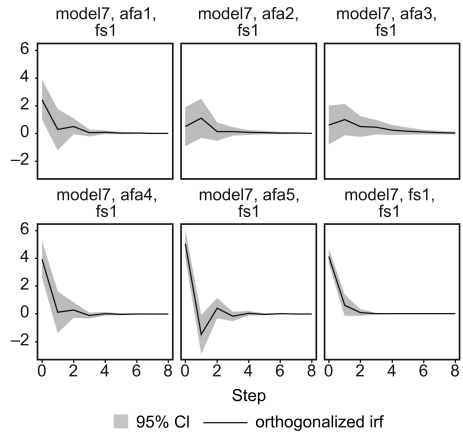 model7, afa1, fs1
model7, afa2, fs1
model7, afa3, fs1
6
4
2
0
−2
model7, afa4, fs1
model7, afa5, fs1
model7, fs1, fs1
6
4
2
0
−2
0 2 4 6 8
0 2 4 6 8
0 2 4 6 8
Step
95% CI
orthogonalized irf